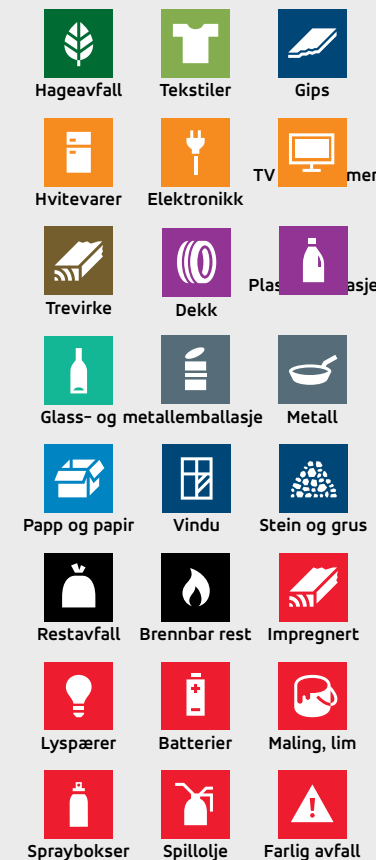 Hageavfall Tekstiler Gips
Hvitevarer Elektronikk TV
Trevirke Dekk
Glass- og metallemballasje Metall
Papp og papir Vindu Stein og grus
Restavfall Brennbar rest Impregnert
Lyspærer Batterier Maling, lim
Spraybokser Spillolje Farlig avfall